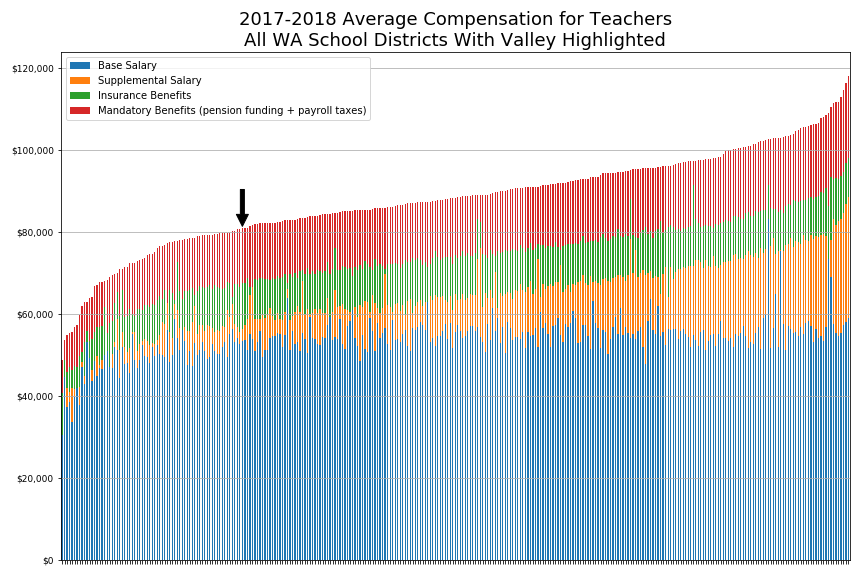 2017-2018 Average Compensation for Teachers
All WA School Districts With Valley Highlighted
$120,000
$100,000
$80,000
$60,000
$40,000
$20,000
$0
Base Salary
Supplemental Salary
Insurance Benefits
Mandatory Benefits (pension funding + payroll taxes)